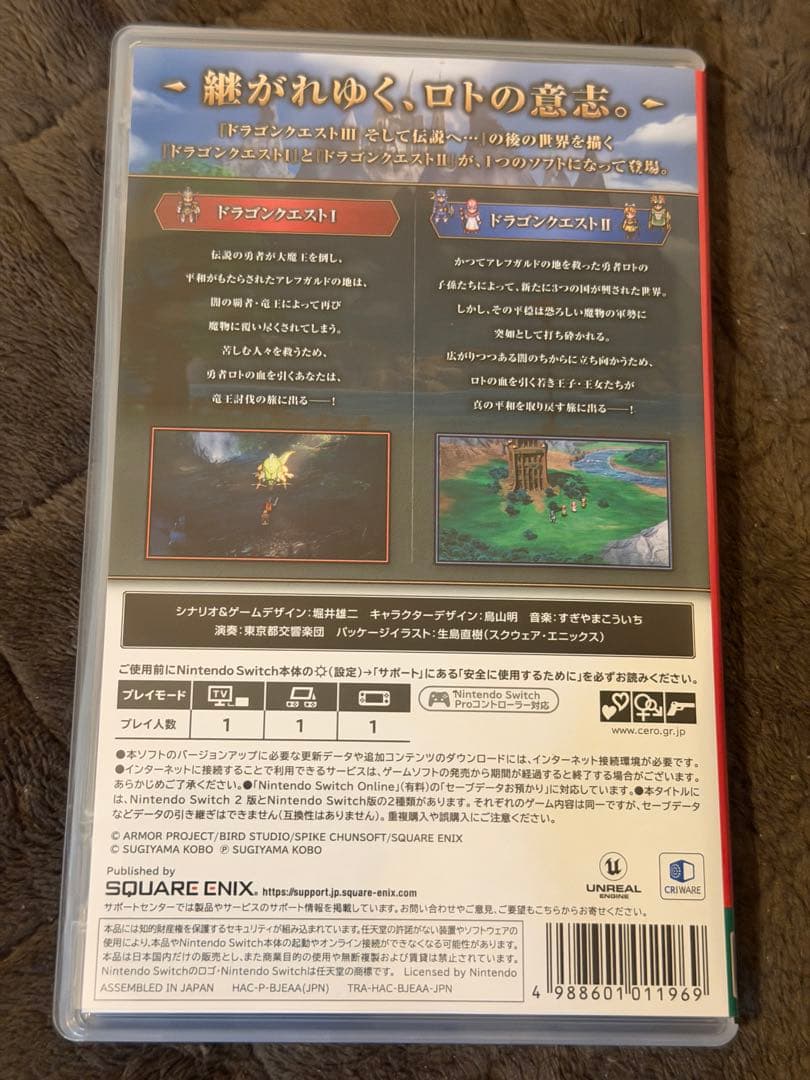 継がれゆく、ロトの意志。
『ドラゴンクエストIII そして伝説へ…』の後の世界を描く
『ドラゴンクエストI』と『ドラゴンクエストII』が、1つのソフトになって登場。
ドラゴンクエストI
伝説の勇者が大魔王を倒し、
平和がもたらされたアレフガルドの地は、
闇の覇者・竜王によって再び
魔物に覆い尽くされてしまう。
苦しむ人々を救うため、
勇者ロトの血を引くあなたは、
竜王討伐の旅に出る——！
ドラゴンクエストII
かつてアレフガルドの地を救った勇者ロトの
子孫たちによって、新たに3つの国が興された世界。
しかし、その平穏は恐ろしい魔物の軍勢に
突如として打ち砕かれる。
広がりつつある闇のちからに立ち向かうため、
ロトの血を引く若き王子・王女たちが
真の平和を取り戻す旅に出る——！
シナリオ&ゲームデザイン：堀井雄二 キャラクターデザイン：鳥山明 音楽：すぎやまこういち
演奏：東京都交響楽団 パッケージイラスト：生島直樹(スクウェア・エニックス)
ご使用前にNintendo Switch本体の(設定)→「サポート」にある「安全に使用するために」を必ずお読みください。
プレイモード TV
プレイ人数 1 1 1
Nintendo Switch
Proコントローラー対応
www.cero.gr.jp
●本ソフトのバージョンアップに必要な更新データや追加コンテンツのダウンロードには、インターネット接続環境が必要です。
●インターネットに接続することで利用できるサービスは、ゲームソフトの発売から期間が経過すると終了する場合がございます。
あらかじめご了承ください。●「Nintendo Switch Online」(有料)の「セーブデータお預かり」に対応しています。●本タイトルに
は、Nintendo Switch 2 版とNintendo Switch版の2種類があります。それぞれのゲーム内容は同一ですが、セーブデータ
などデータの引き継ぎはできません(互換性はありません)。重複購入や誤購入にご注意ください。
© ARMOR PROJECT/BIRD STUDIO/SPIKE CHUNSOFT/SQUARE ENIX
© SUGIYAMA KOBO ℗ SUGIYAMA KOBO
Published by
SQUARE ENIX. https://support.jp.square-enix.com
UNREAL
ENGINE
CRIWARE
サポートセンターでは製品やサービスのサポート情報を掲載しています。お問い合わせやご意見、ご要望もこちらからお寄せください。
本品には知的財産権を保護するセキュリティが組み込まれています。任天堂の許諾がない装置やソフトウェアの
使用により、本品やNintendo Switch本体の起動やオンライン接続ができなくなる可能性があります。
本品は日本国内だけの販売とし、また商業目的の使用や無断複製および賃貸は禁止されています。
Nintendo Switchのロゴ・Nintendo Switchは任天堂の商標です。 Licensed by Nintendo
ASSEMBLED IN JAPAN HAC-P-BJEAA(JPN) TRA-HAC-BJEAA-JPN
4 988601 011969